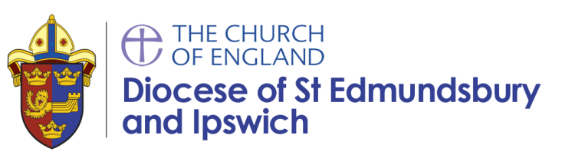 THE CHURCH
OF ENGLAND
Diocese of St Edmundsbury
and Ipswich